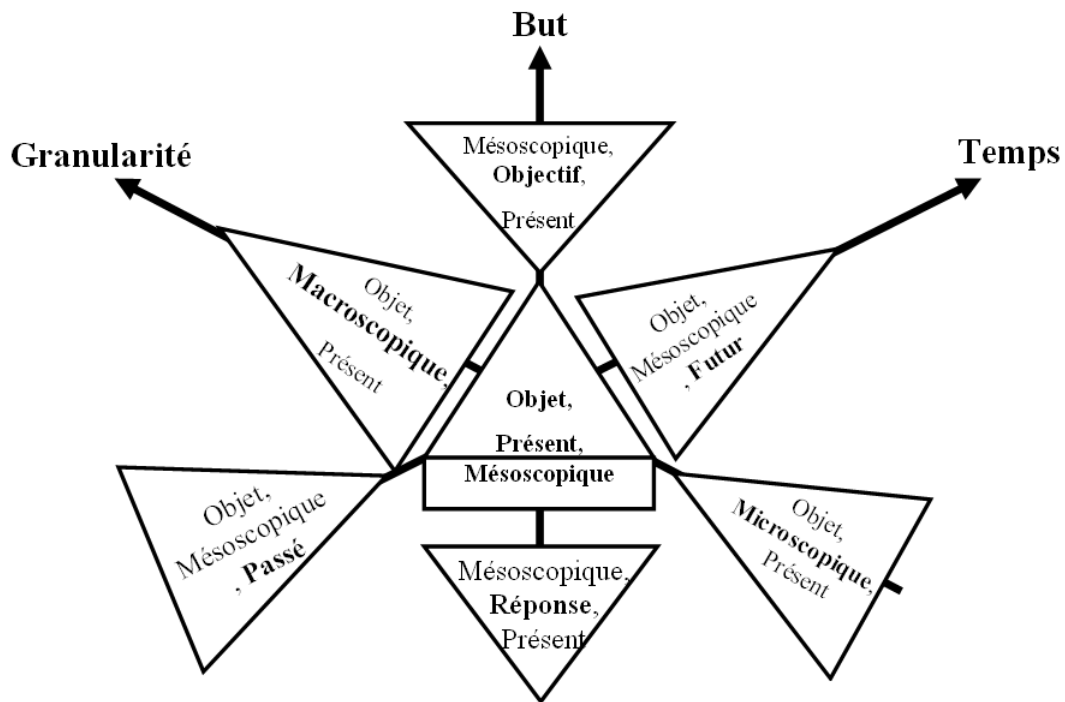 But
Granularité
Temps
Mésoscopique,
Objectif,
Présent
Objet,
Macroscopique,
Présent
Objet,
Mésoscopique
, Futur
Objet,
Présent,
Mésoscopique
Objet,
Mésoscopique
, Passé
Mésoscopique,
Réponse,
Présent
Objet,
Microscopique,
Présent